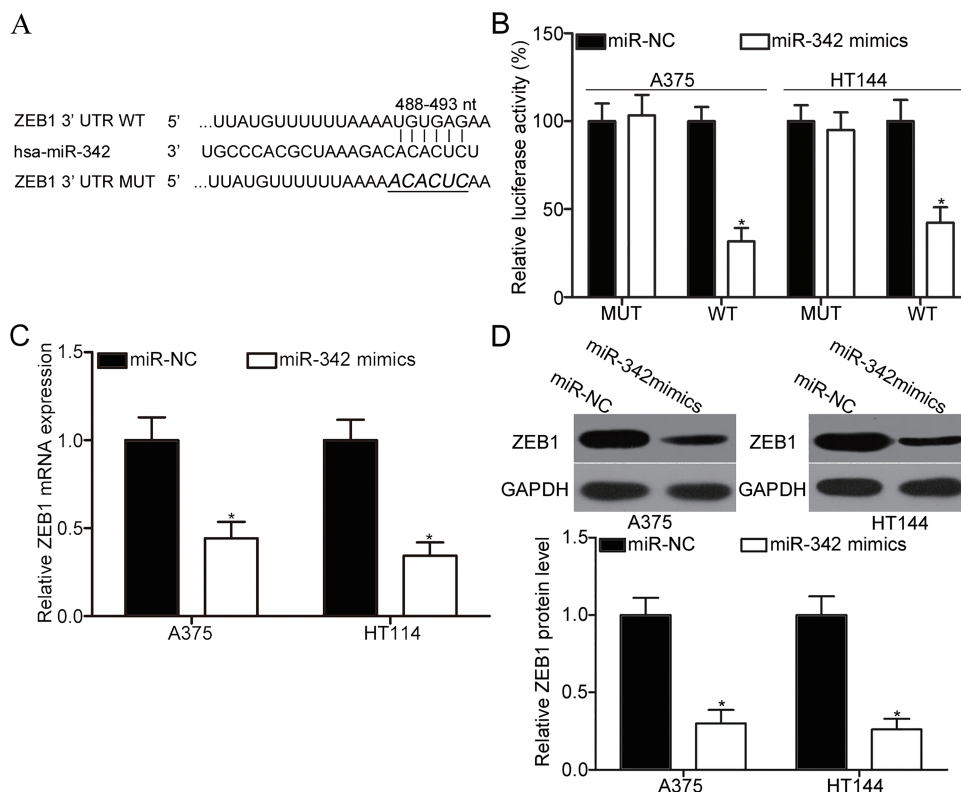 A
488-493 nt
ZEB1 3' UTR WT 5' ...UUAUGUUUUUUAAAAUGUGAGAA
hsa-miR-342 3' UGCCCACGCUAAAGACACACUCU
ZEB1 3' UTR MUT 5' ...UUAUGUUUUUUAAAAACACUCAA
B
miR-NC
miR-342 mimics
A375
HT144
Relative luciferase activity (%)
150
100
50
0
*
*
MUT
WT
MUT
WT
C
miR-NC
miR-342 mimics
Relative ZEB1 mRNA expression
1.5
1.0
0.5
0.0
*
*
A375
HT114
D
miR-NC
miR-342mimics
miR-NC
miR-342mimics
ZEB1
ZEB1
GAPDH
GAPDH
A375
HT144
miR-NC
miR-342 mimics
Relative ZEB1 protein level
1.5
1.0
0.5
0.0
*
*
A375
HT144